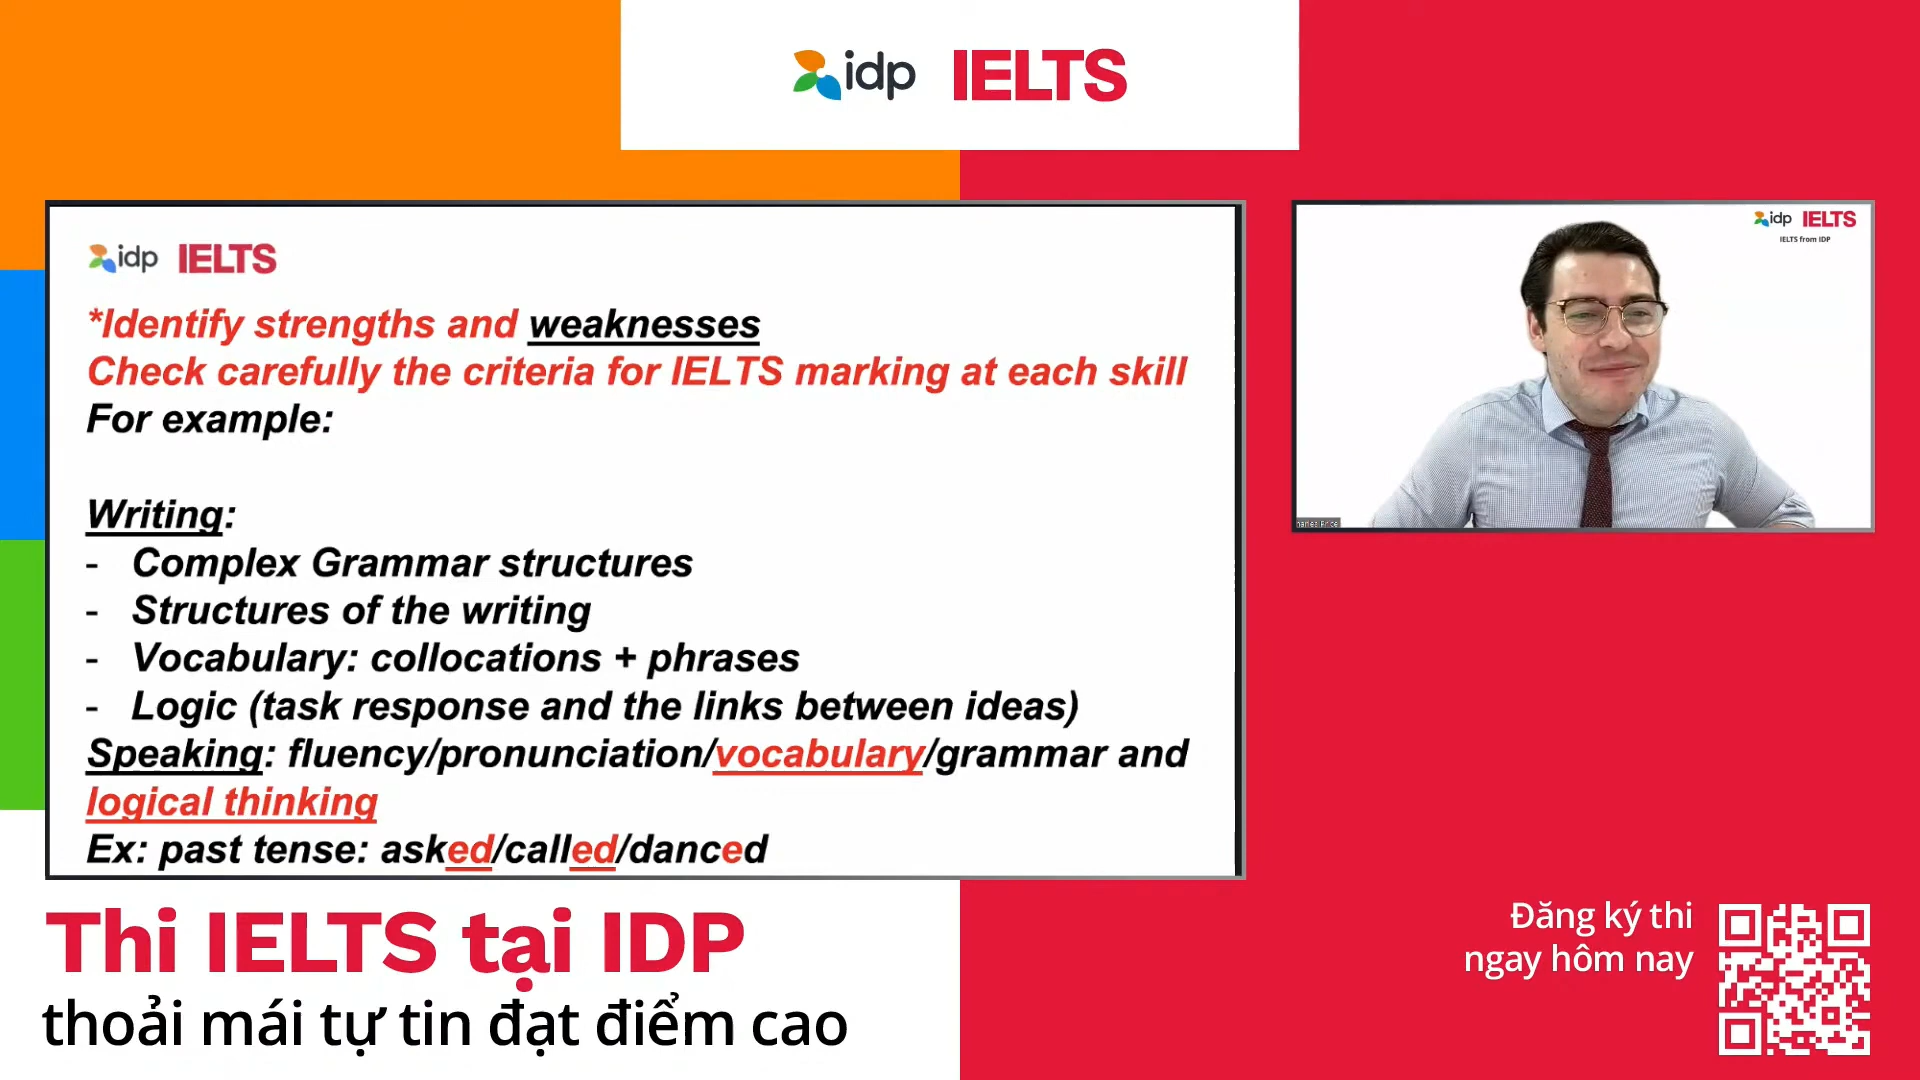 idp IELTS
idp IELTS
*Identify strengths and weaknesses
Check carefully the criteria for IELTS marking at each skill
For example:
Writing:
- Complex Grammar structures
- Structures of the writing
- Vocabulary: collocations + phrases
- Logic (task response and the links between ideas)
Speaking: fluency/pronunciation/vocabulary/grammar and
logical thinking
Ex: past tense: asked/called/danced
idp IELTS
IELTS from IDP
Thi IELTS tại IDP
thoải mái tự tin đạt điểm cao
Đăng ký thi
ngay hôm nay